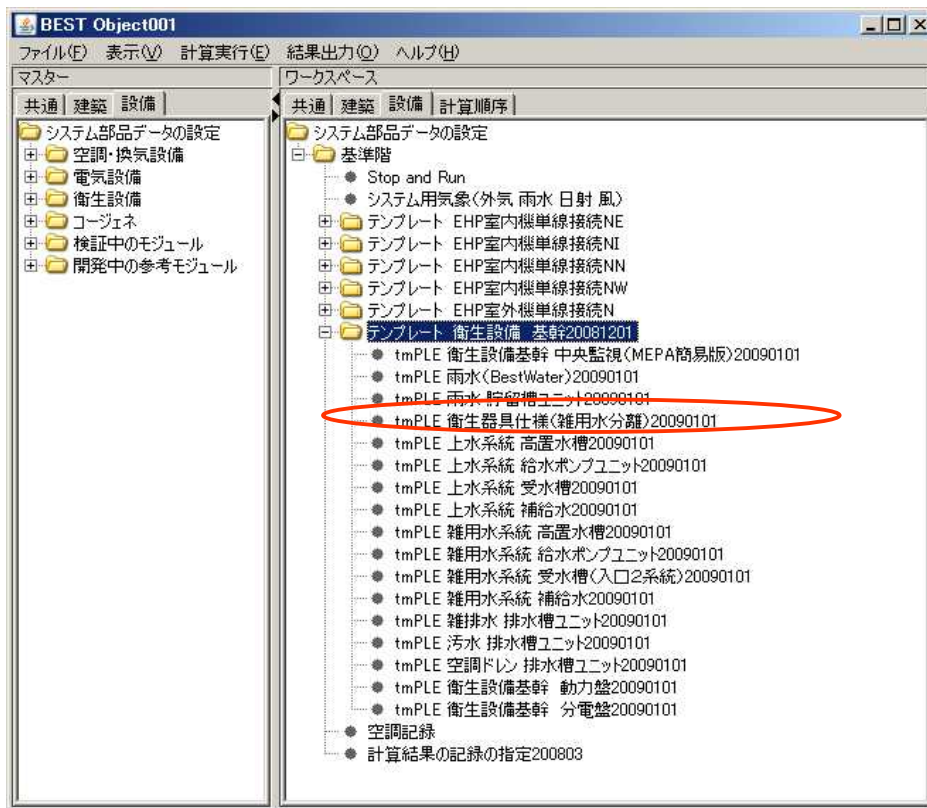 BEST Object001
ファイル(F) 表示(V) 計算実行(E) 結果出力(O) ヘルプ(H)
マスター
共通 建築 設備
システム部品データの設定
空調・換気設備
電気設備
衛生設備
コージェネ
検証中のモジュール
開発中の参考モジュール
ワークスペース
共通 建築 設備 計算順序
システム部品データの設定
基準階
Stop and Run
システム用気象(外気 雨水 日射 風)
テンプレート EHP室内機単線接続NE
テンプレート EHP室内機単線接続NI
テンプレート EHP室内機単線接続NN
テンプレート EHP室内機単線接続NW
テンプレート EHP室外機単線接続N
テンプレート 衛生設備 基幹20081201
tmPLE 衛生設備基幹 中央監視(MEPA簡易版)20090101
tmPLE 雨水(BestWater)20090101
tmPLE 雨水 貯留槽ユニット20090101
tmPLE 衛生器具仕様(雑用水分離)20090101
tmPLE 上水系統 高置水槽20090101
tmPLE 上水系統 給水ポンプユニット20090101
tmPLE 上水系統 受水槽20090101
tmPLE 上水系統 補給水20090101
tmPLE 雑用水系統 高置水槽20090101
tmPLE 雑用水系統 給水ポンプユニット20090101
tmPLE 雑用水系統 受水槽(入口2系統)20090101
tmPLE 雑用水系統 補給水20090101
tmPLE 雑排水 排水槽ユニット20090101
tmPLE 汚水 排水槽ユニット20090101
tmPLE 空調ドレン 排水槽ユニット20090101
tmPLE 衛生設備基幹 動力盤20090101
tmPLE 衛生設備基幹 分電盤20090101
空調記録
計算結果の記録の指定200803